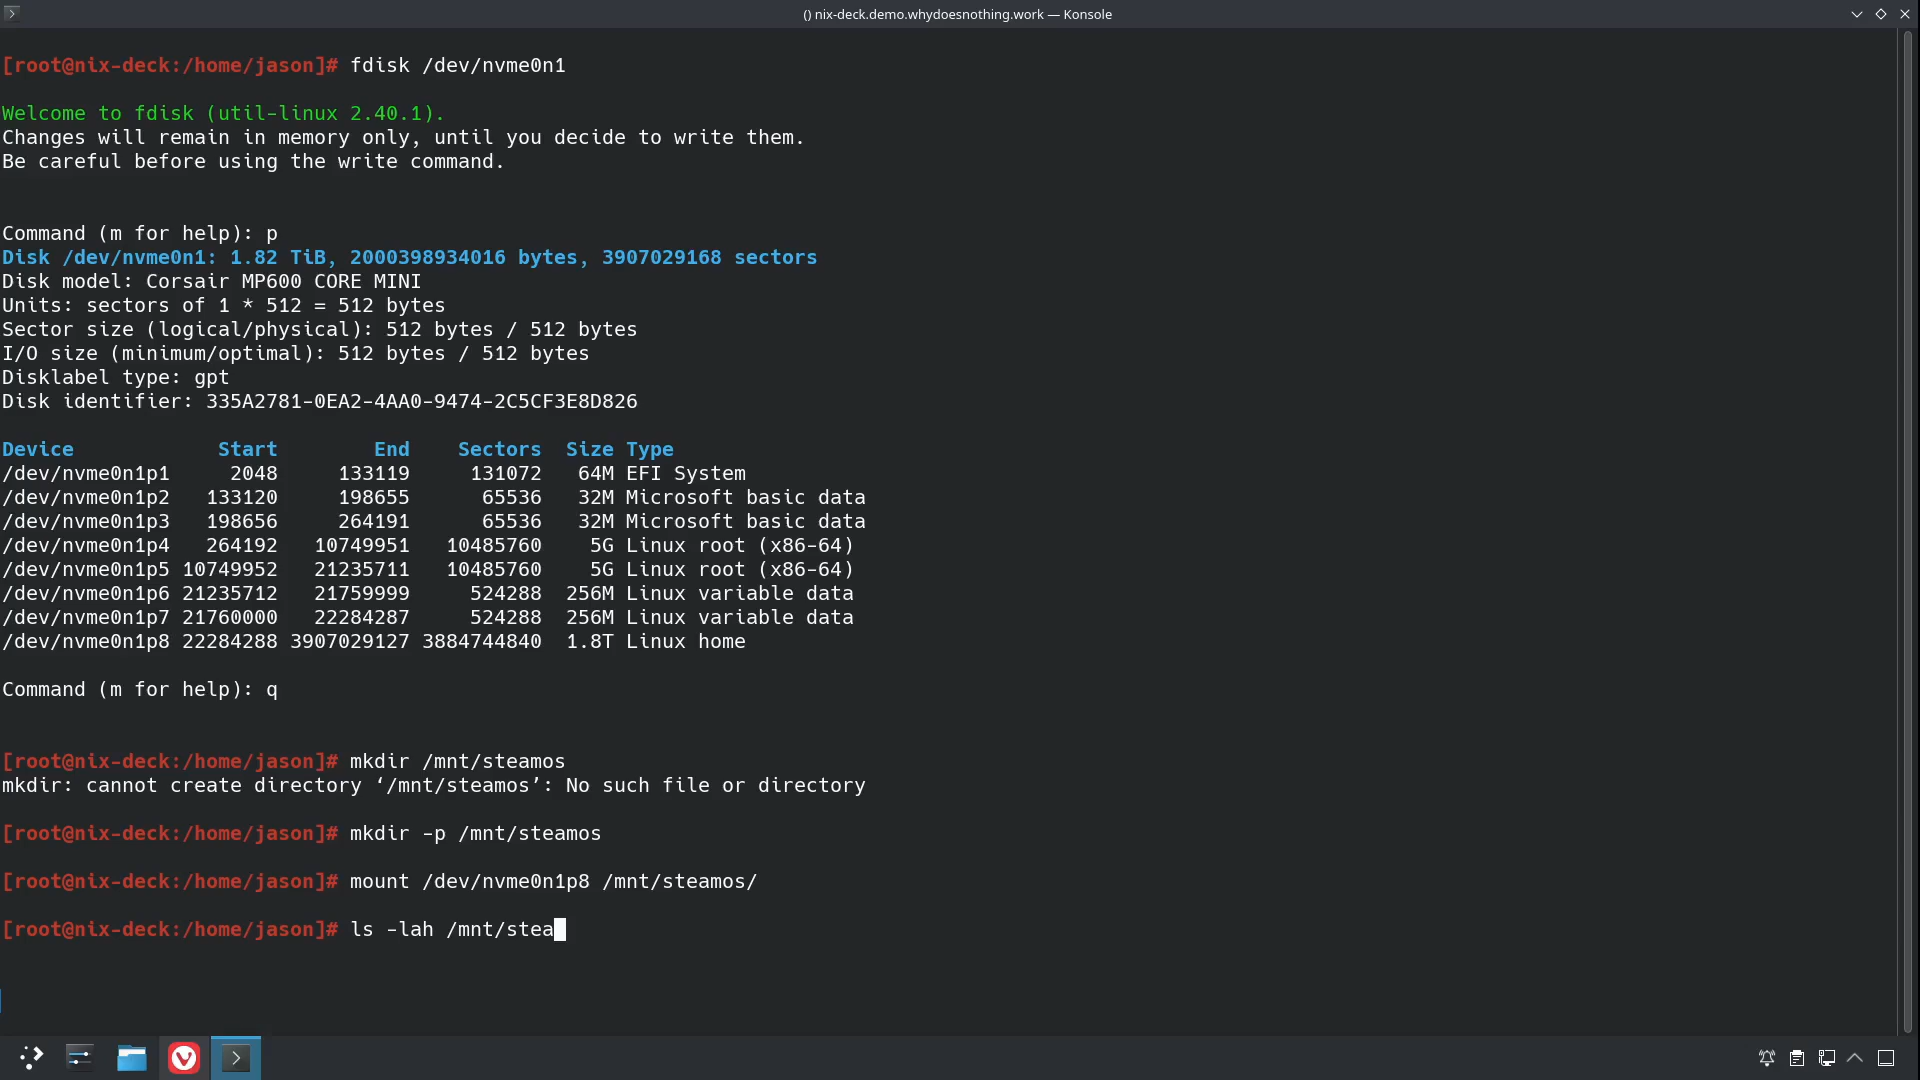 () nix-deck.demo.whydoesnothing.work — Konsole
[root@nix-deck:/home/jason]# fdisk /dev/nvme0n1
Welcome to fdisk (util-linux 2.40.1).
Changes will remain in memory only, until you decide to write them.
Be careful before using the write command.
Command (m for help): p
Disk /dev/nvme0n1: 1.82 TiB, 2000398934016 bytes, 3907029168 sectors
Disk model: Corsair MP600 CORE MINI
Units: sectors of 1 * 512 = 512 bytes
Sector size (logical/physical): 512 bytes / 512 bytes
I/O size (minimum/optimal): 512 bytes / 512 bytes
Disklabel type: gpt
Disk identifier: 335A2781-0EA2-4AA0-9474-2C5CF3E8D826
Device Start End Sectors Size Type
/dev/nvme0n1p1 2048 133119 131072 64M EFI System
/dev/nvme0n1p2 133120 198655 65536 32M Microsoft basic data
/dev/nvme0n1p3 198656 264191 65536 32M Microsoft basic data
/dev/nvme0n1p4 264192 10749951 10485760 5G Linux root (x86-64)
/dev/nvme0n1p5 10749952 21235711 10485760 5G Linux root (x86-64)
/dev/nvme0n1p6 21235712 21759999 524288 256M Linux variable data
/dev/nvme0n1p7 21760000 22284287 524288 256M Linux variable data
/dev/nvme0n1p8 22284288 3907029127 3884744840 1.8T Linux home
Command (m for help): q
[root@nix-deck:/home/jason]# mkdir /mnt/steamos
mkdir: cannot create directory ‘/mnt/steamos’: No such file or directory
[root@nix-deck:/home/jason]# mkdir -p /mnt/steamos
[root@nix-deck:/home/jason]# mount /dev/nvme0n1p8 /mnt/steamos/
[root@nix-deck:/home/jason]# ls -lah /mnt/stea